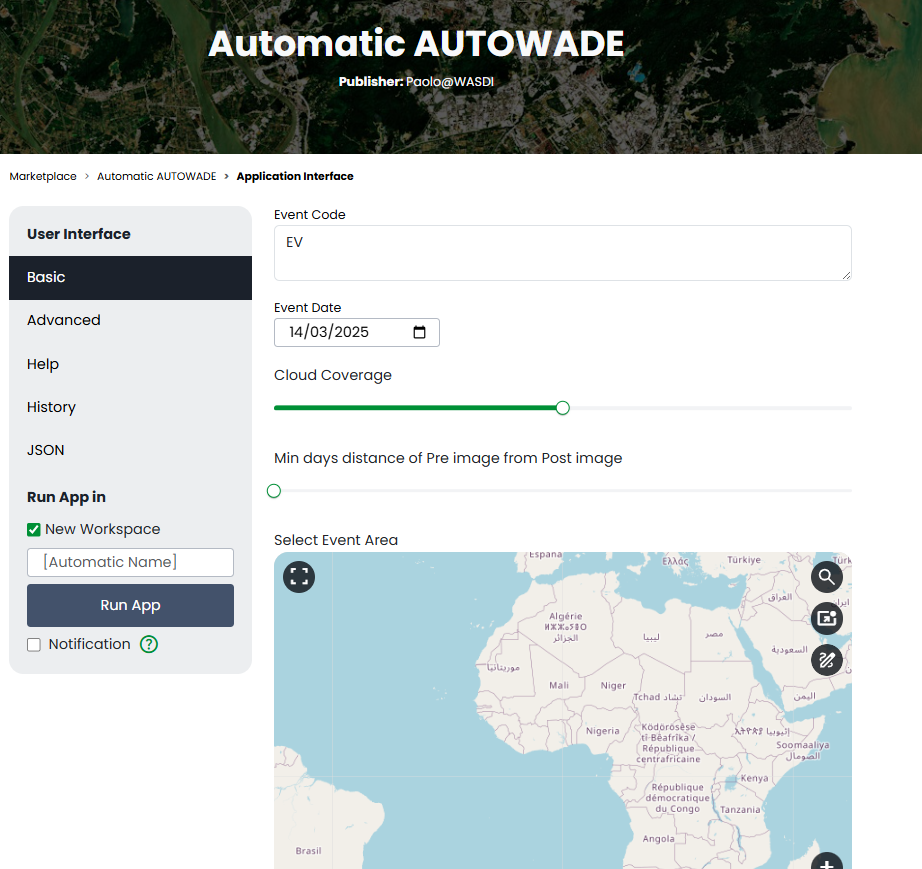 Automatic AUTOWADE
Publisher: Paolo@WASDI
Marketplace > Automatic AUTOWADE > Application Interface
User Interface
Basic
Advanced
Help
History
JSON
Run App in
New Workspace
[Automatic Name]
Run App
Notification ?
Event Code
EV
Event Date
14/03/2025
Cloud Coverage
Min days distance of Pre image from Post image
Select Event Area
España
Ελλάς
Türkiye
العراق
Algérie
ⵍⵣⵣⴰⵢⴻⵔ
الجزائر
ليبيا
مصر
السعودية
موريتانيا
Mali
Niger
Tchad تشاد
السودان
اليمن
Nigeria
Ködörösêse
tî Bêafrîka /
République
centrafricaine
ኢትዮጵያ إثيوبيا
Soomaaliya
الصومال
Kenya
République
démocratique
du Congo
Tanzania
Angola
Brasil
+